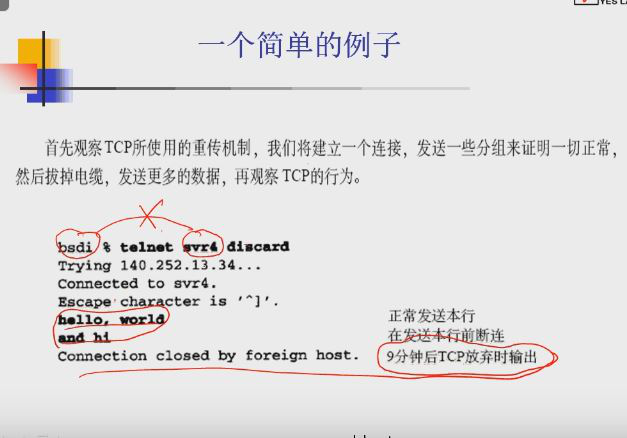 YES LA
一个简单的例子
首先观察TCP所使用的重传机制，我们将建立一个连接，发送一些分组来证明一切正常，
然后拔掉电缆，发送更多的数据，再观察TCP的行为。
bsdi % telnet svr4 discard
Trying 140.252.13.34...
Connected to svr4.
Escape character is '^]'.
hello, world 正常发送本行
and hi 在发送本行前断连
Connection closed by foreign host. 9分钟后TCP放弃时输出